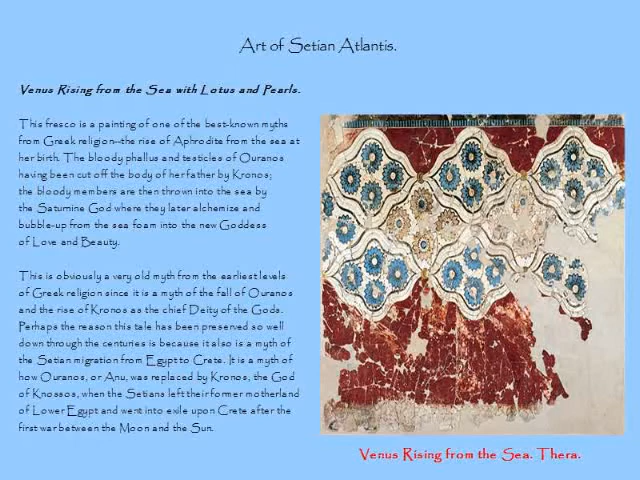 Art of Setian Atlantis.
Venus Rising from the Sea with Lotus and Pearls.
This fresco is a painting of one of the best-known myths
from Greek religion--the rise of Aphrodite from the sea at
her birth. The bloody phallus and testicles of Ouranos
having been cut off the body of her father by Kronos;
the bloody members are then thrown into the sea by
the Saturnine God where they later alchemize and
bubble-up from the sea foam into the new Goddess
of Love and Beauty.
This is obviously a very old myth from the earliest levels
of Greek religion since it is a myth of the fall of Ouranos
and the rise of Kronos as the chief Deity of the Gods.
Perhaps the reason this tale has been preserved so well
down through the centuries is because it also is a myth of
the Setian migration from Egypt to Crete. It is a myth of
how Ouranos, or Anu, was replaced by Kronos, the God
of Knossos, when the Setians left their former motherland
of Lower Egypt and went into exile upon Crete after the
first war between the Moon and the Sun.
Venus Rising from the Sea. Thera.